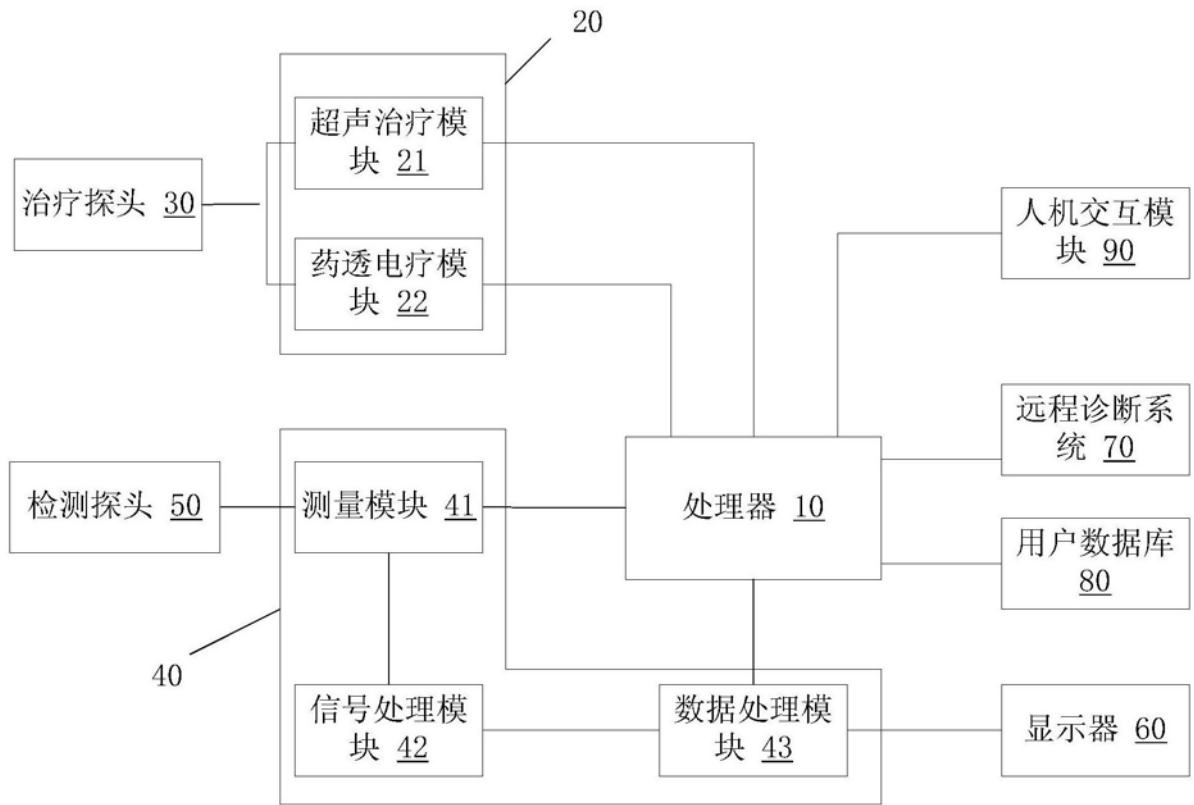 20
超声治疗模
块 21
治疗探头 30
药透电疗模
块 22
人机交互模
块 90
远程诊断系
统 70
检测探头 50
测量模块 41
处理器 10
用户数据库
80
40
信号处理模
块 42
数据处理模
块 43
显示器 60